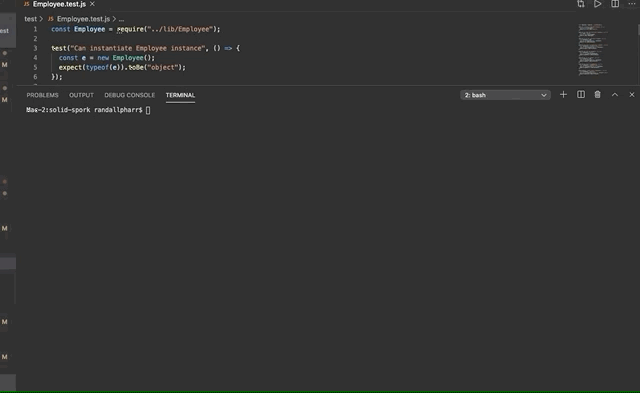 JS Employee.test.js ×
test > JS Employee.test.js > ...
1 const Employee = require("../lib/Employee");
2
3 test("Can instantiate Employee instance", () => {
4 const e = new Employee();
5 expect(typeof(e)).toBe("object");
6 });
PROBLEMS OUTPUT DEBUG CONSOLE TERMINAL 2: bash
Mac-2:solid-spork randallpharr$
est
M
M
M
M
M